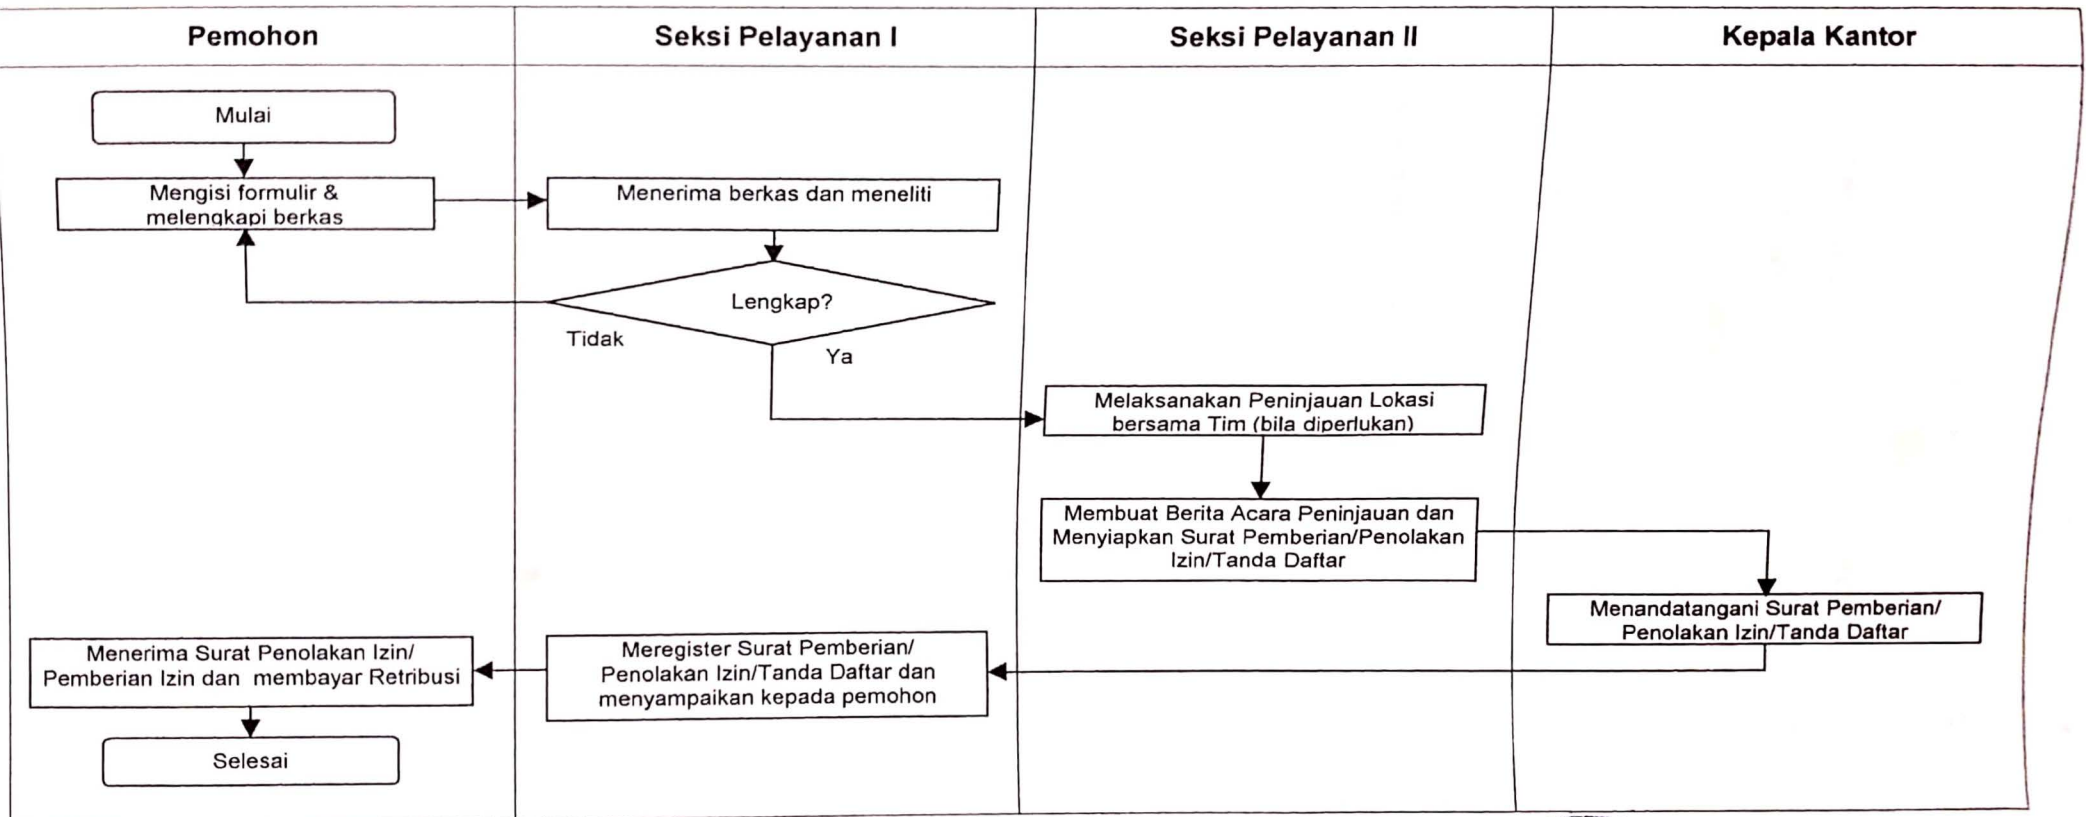 Pemohon
Seksi Pelayanan I
Seksi Pelayanan II
Kepala Kantor
Mulai
Mengisi formulir &
melengkapi berkas
Menerima berkas dan meneliti
Lengkap?
Tidak
Ya
Melaksanakan Peninjauan Lokasi
bersama Tim (bila diperlukan)
Membuat Berita Acara Peninjauan dan
Menyiapkan Surat Pemberian/Penolakan
Izin/Tanda Daftar
Menandatangani Surat Pemberian/
Penolakan Izin/Tanda Daftar
Meregister Surat Pemberian/
Penolakan Izin/Tanda Daftar dan
menyampaikan kepada pemohon
Menerima Surat Penolakan Izin/
Pemberian Izin dan membayar Retribusi
Selesai